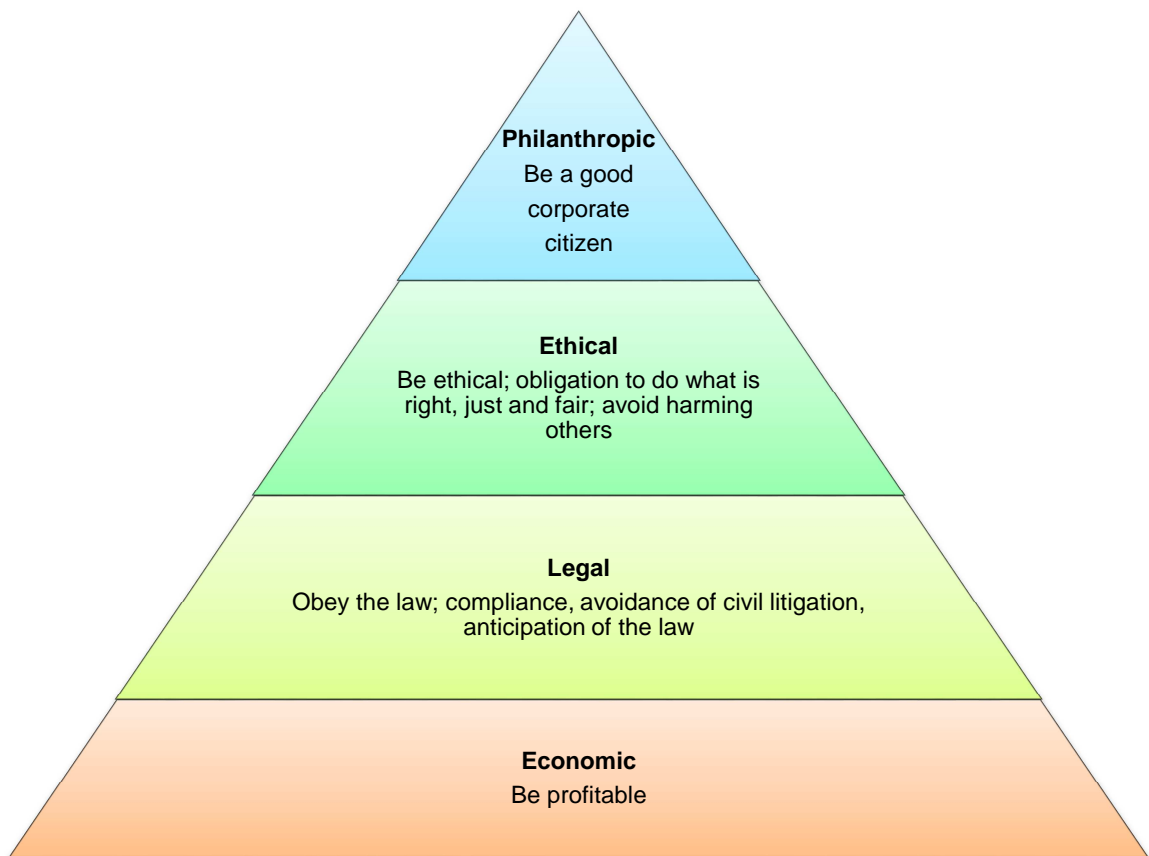 Philanthropic
Be a good
corporate
citizen
Ethical
Be ethical; obligation to do what is
right, just and fair; avoid harming
others
Legal
Obey the law; compliance, avoidance of civil litigation,
anticipation of the law
Economic
Be profitable